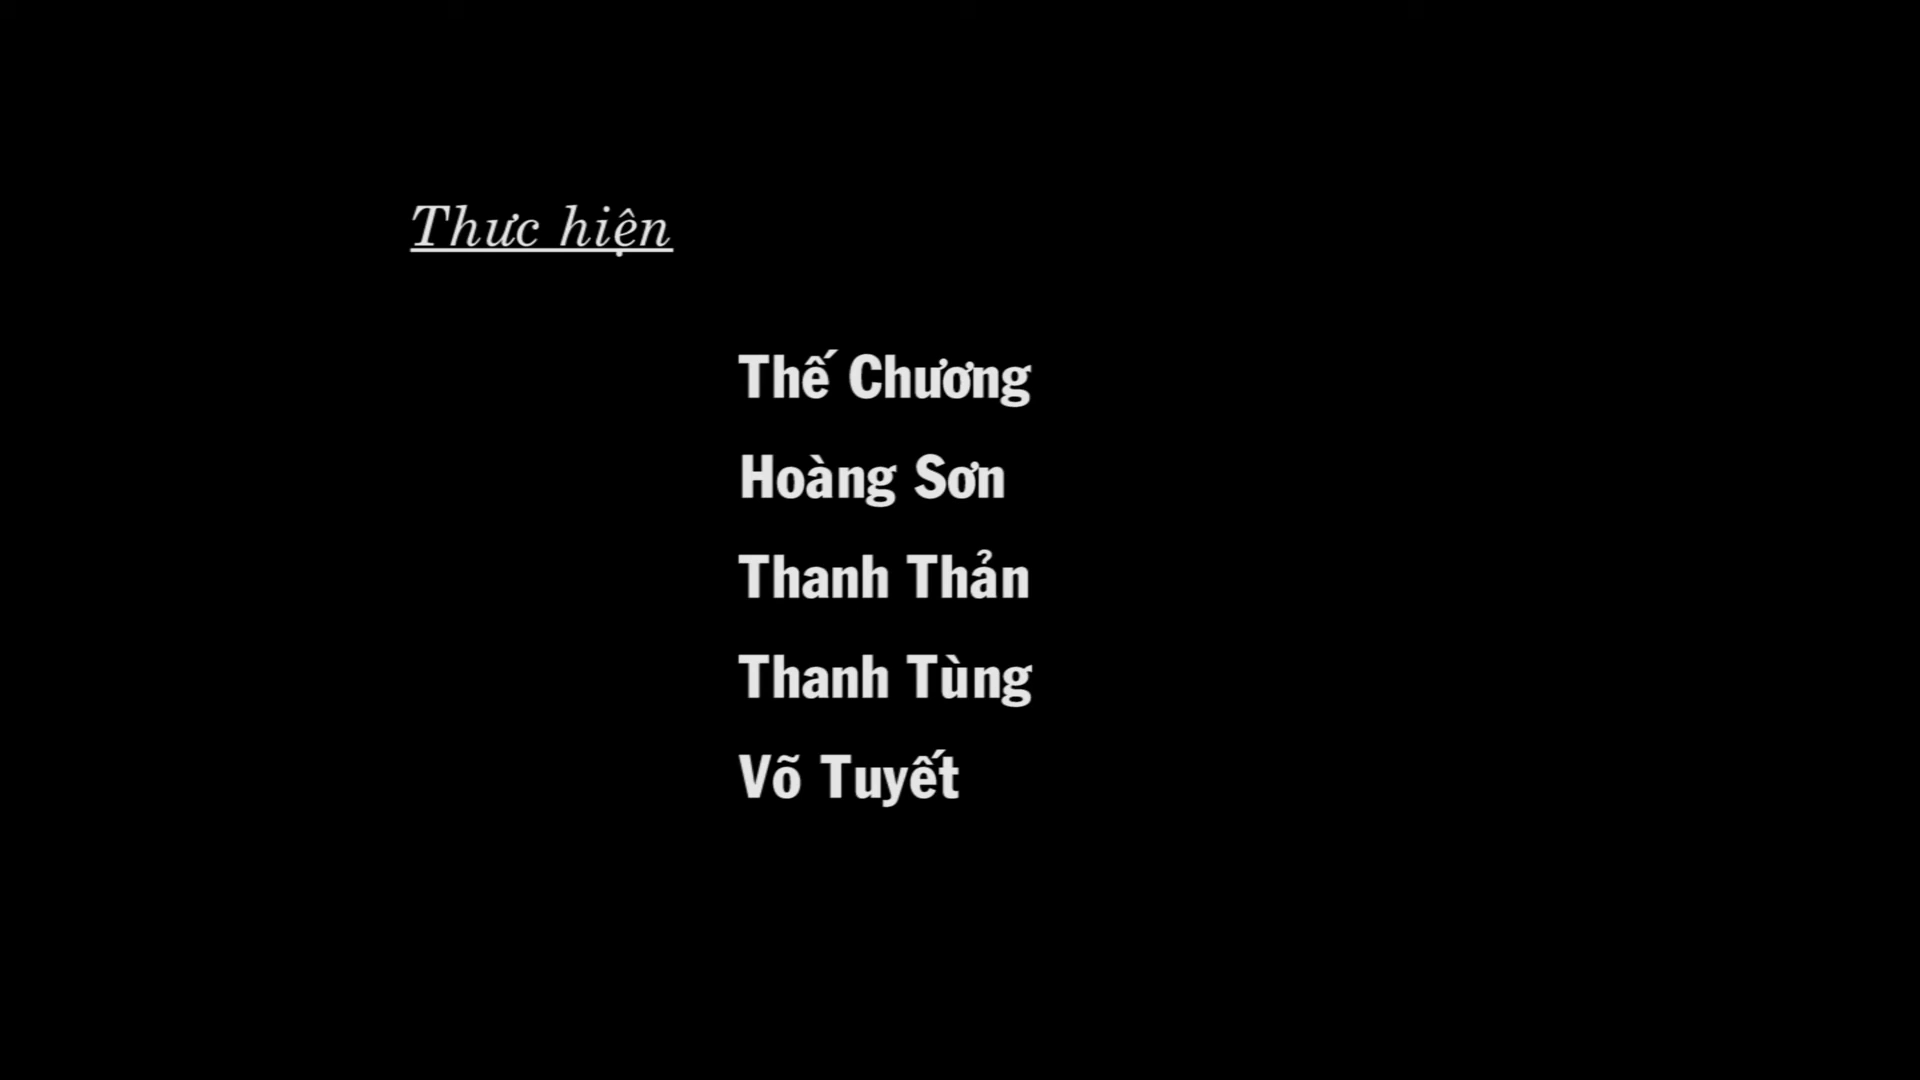 Thưc hiện
Thế Chương
Hoàng Sơn
Thanh Thản
Thanh Tùng
Võ Tuyết